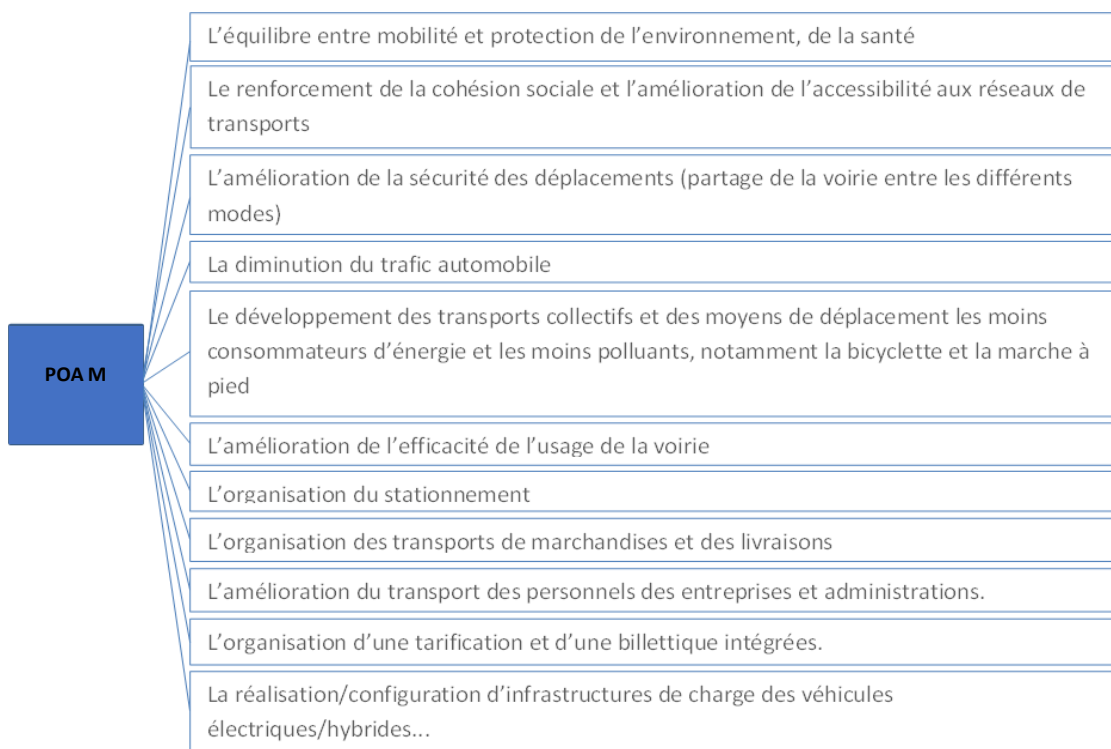 L’équilibre entre mobilité et protection de l’environnement, de la santé
Le renforcement de la cohésion sociale et l’amélioration de l’accessibilité aux réseaux de
transports
L’amélioration de la sécurité des déplacements (partage de la voirie entre les différents
modes)
La diminution du trafic automobile
Le développement des transports collectifs et des moyens de déplacement les moins
consommateurs d’énergie et les moins polluants, notamment la bicyclette et la marche à
pied
POA M
L’amélioration de l’efficacité de l’usage de la voirie
L’organisation du stationnement
L’organisation des transports de marchandises et des livraisons
L’amélioration du transport des personnels des entreprises et administrations.
L’organisation d’une tarification et d’une billettique intégrées.
La réalisation/configuration d’infrastructures de charge des véhicules
électriques/hybrides...